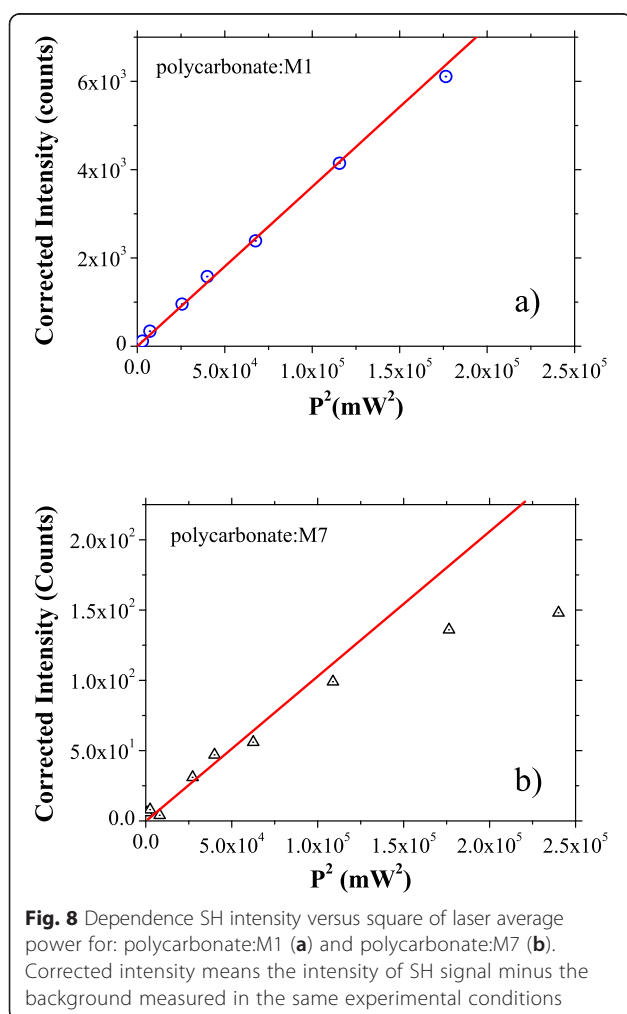 polycarbonate:M1
Corrected Intensity (counts)
6x10³
4x10³
2x10³
0
a)
0.0 5.0x10⁴ 1.0x10⁵ 1.5x10⁵ 2.0x10⁵ 2.5x10⁵
P²(mW²)
polycarbonate:M7
Corrected Intensity (Counts)
2.0x10²
1.5x10²
1.0x10²
5.0x10¹
0.0
b)
0.0 5.0x10⁴ 1.0x10⁵ 1.5x10⁵ 2.0x10⁵ 2.5x10⁵
P² (mW²)
Fig. 8 Dependence SH intensity versus square of laser average
power for: polycarbonate:M1 (a) and polycarbonate:M7 (b).
Corrected intensity means the intensity of SH signal minus the
background measured in the same experimental conditions